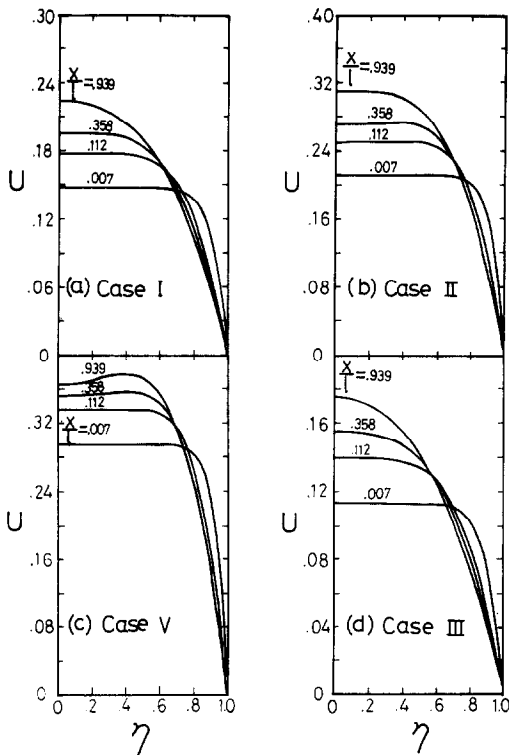 .30
.24
.18
U
.12
.06
0
X/l=.939
.358
.112
.007
(a) Case I
.40
.32
.24
U
.16
.08
0
X/l=.939
.358
.112
.007
(b) Case II
.32
.28
U
.08
0
.939
.358
.112
X/l=.007
(c) Case V
0 .2 .4 .6 .8 1.0
η
.16
.12
U
.08
.04
0
X/l=.939
.358
.112
.007
(d) Case III
0 .2 .4 .6 .8 1.0
η